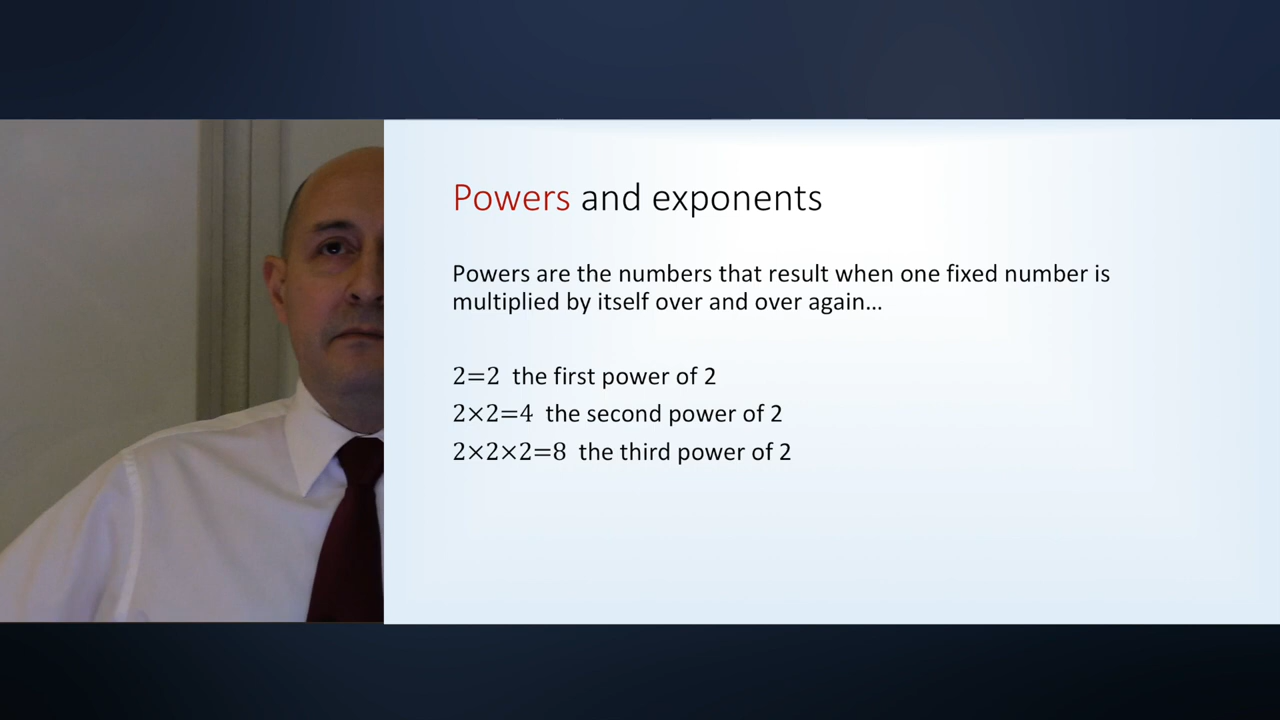 Powers and exponents
Powers are the numbers that result when one fixed number is
multiplied by itself over and over again…
2=2 the first power of 2
2×2=4 the second power of 2
2×2×2=8 the third power of 2